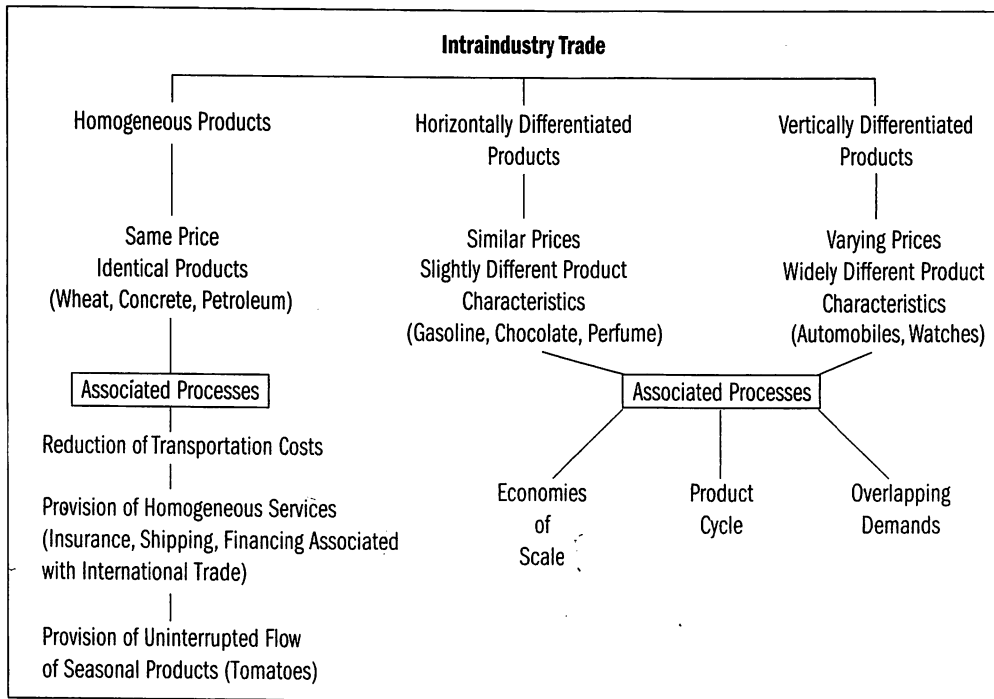 Intraindustry Trade
Homogeneous Products
Same Price
Identical Products
(Wheat, Concrete, Petroleum)
Associated Processes
Reduction of Transportation Costs
Provision of Homogeneous Services
(Insurance, Shipping, Financing Associated
with International Trade)
Provision of Uninterrupted Flow
of Seasonal Products (Tomatoes)
Horizontally Differentiated
Products
Similar Prices
Slightly Different Product
Characteristics
(Gasoline, Chocolate, Perfume)
Vertically Differentiated
Products
Varying Prices
Widely Different Product
Characteristics
(Automobiles, Watches)
Associated Processes
Economies
of
Scale
Product
Cycle
Overlapping
Demands